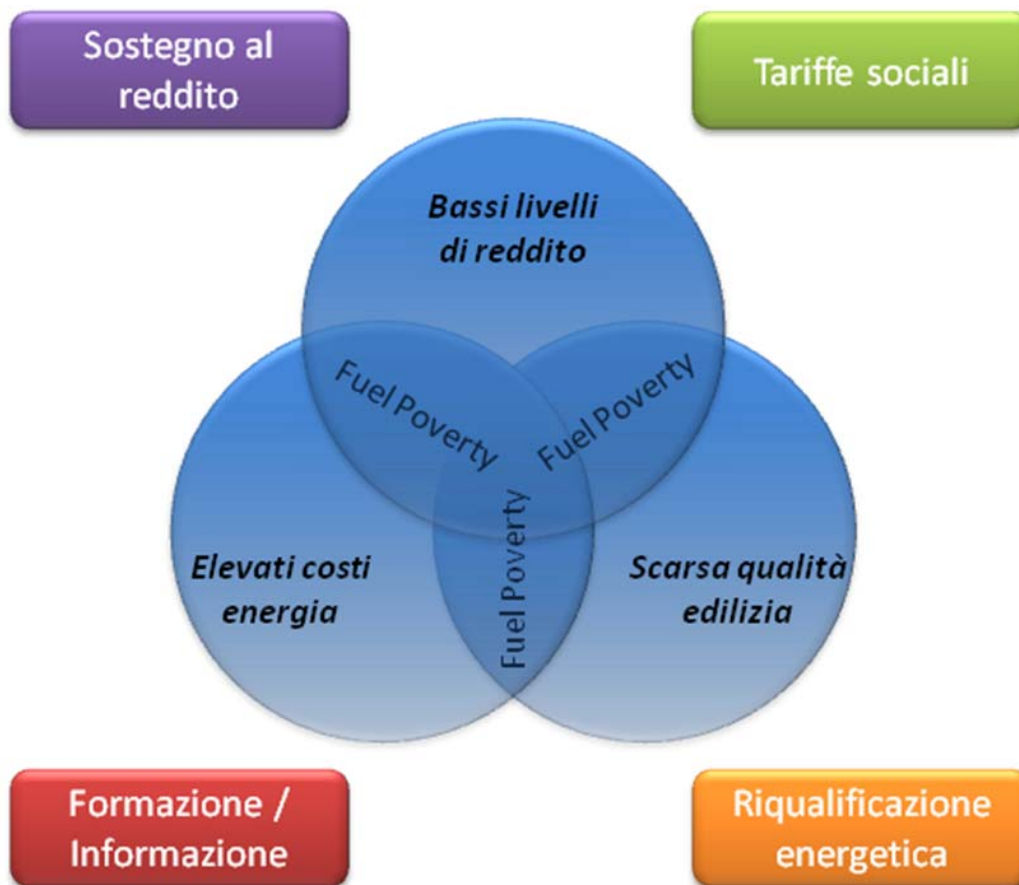 Sostegno al
reddito
Tariffe sociali
Bassi livelli
di reddito
Fuel Poverty
Fuel Poverty
Fuel Poverty
Elevati costi
energia
Scarsa qualità
edilizia
Formazione /
Informazione
Riqualificazione
energetica